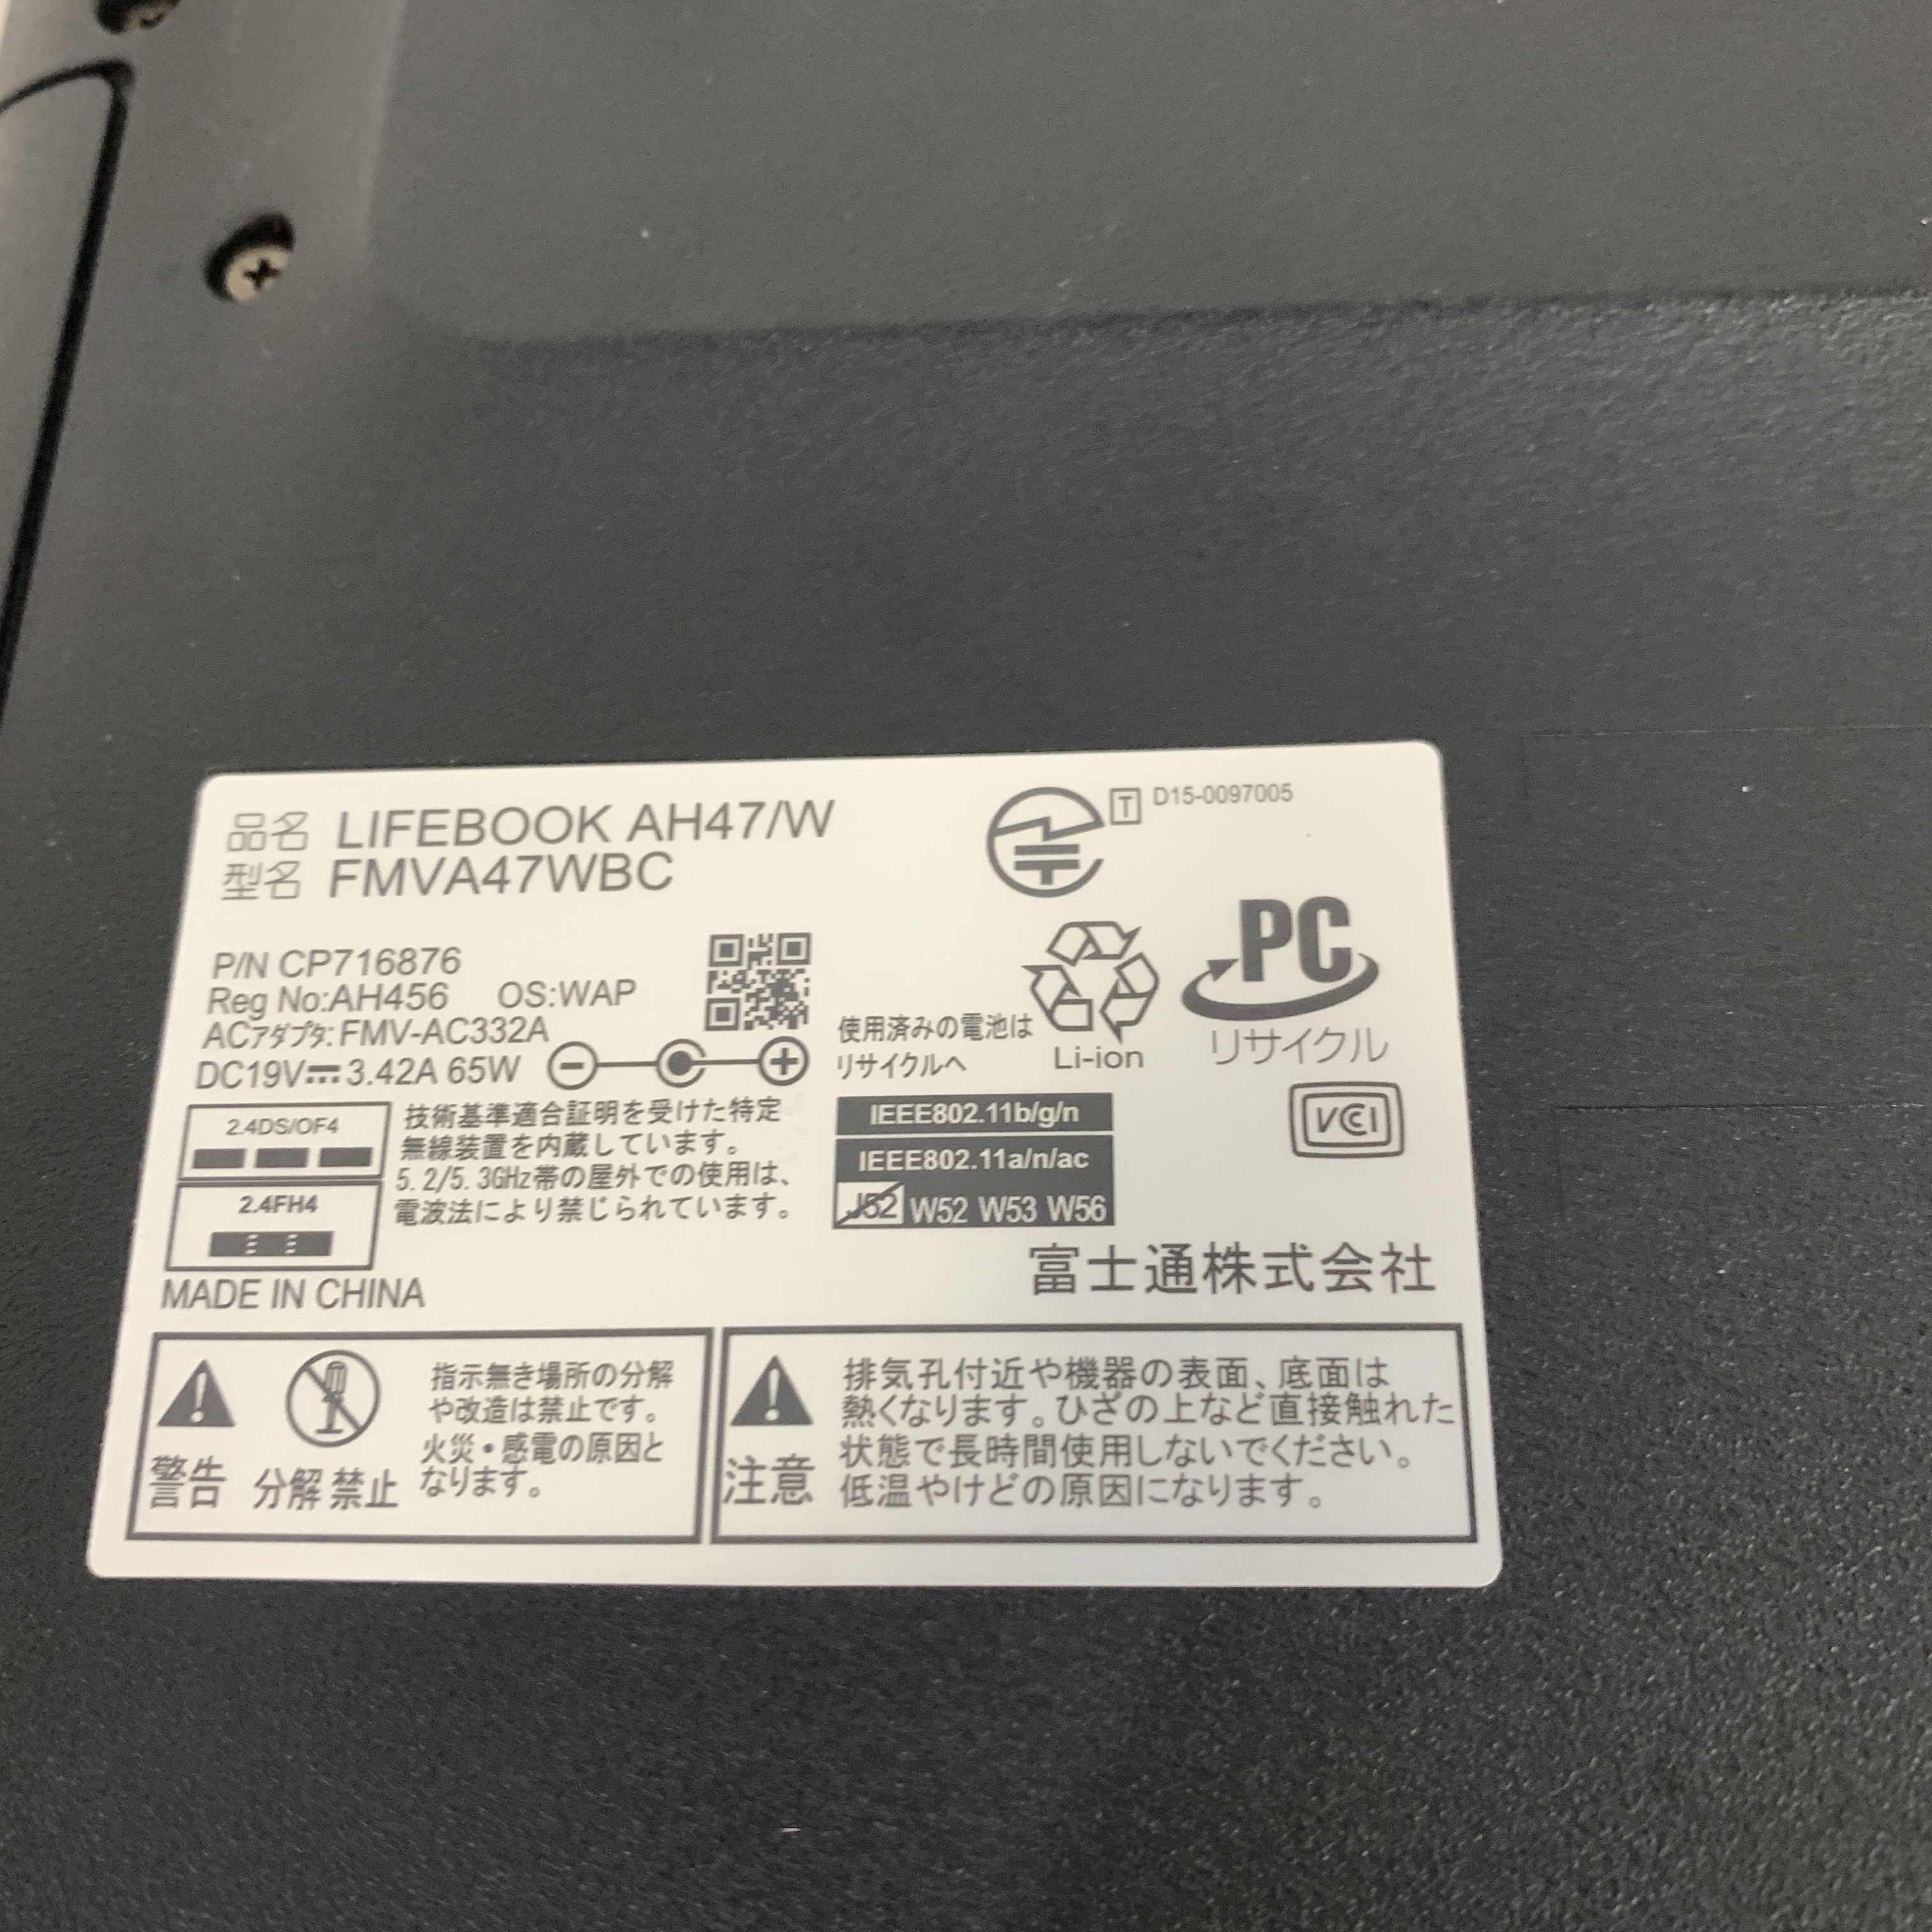 品名 LIFEBOOK AH47/W
型名 FMVA47WBC
T D15-0097005
P/N CP716876
Reg No:AH456 OS:WAP
ACアダプタ:FMV-AC332A
DC19V 3.42A 65W
使用済みの電池は
リサイクルへ
Li-ion
PC
リサイクル
2.4DS/OF4
2.4FH4
技術基準適合証明を受けた特定
無線装置を内蔵しています。
5.2/5.3GHz帯の屋外での使用は、
電波法により禁じられています。
IEEE802.11b/g/n
IEEE802.11a/n/ac
J52 W52 W53 W56
VCCI
MADE IN CHINA
富士通株式会社
警告
分解禁止
指示無き場所の分解
や改造は禁止です。
火災・感電の原因と
なります。
注意
排気孔付近や機器の表面、底面は
熱くなります。ひざの上など直接触れた
状態で長時間使用しないでください。
低温やけどの原因になります。